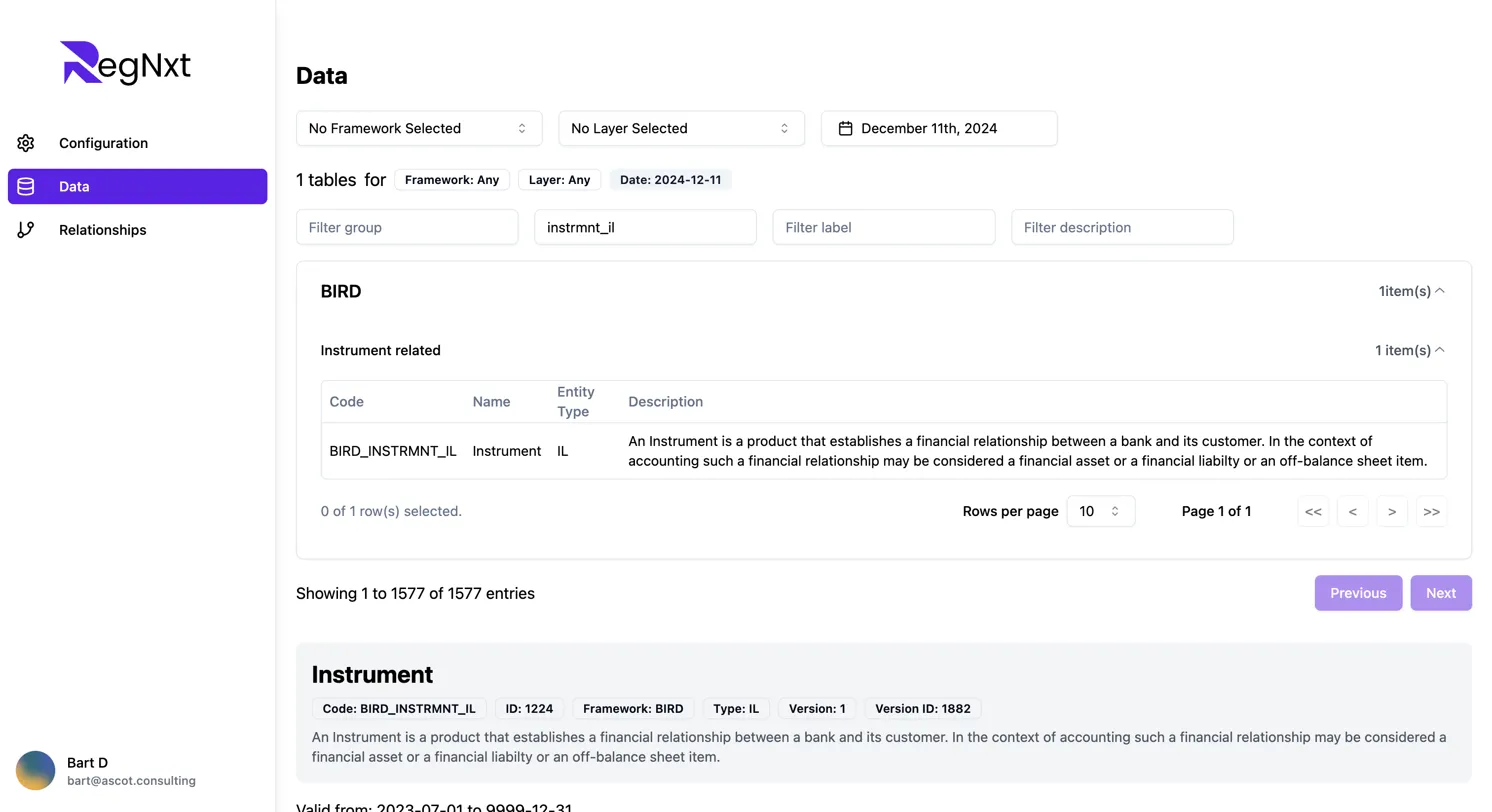 RegNxt
Configuration
Data
Relationships
Bart D
bart@ascot.consulting
Data
No Framework Selected
No Layer Selected
December 11th, 2024
1 tables for Framework: Any Layer: Any Date: 2024-12-11
Filter group
instrmnt_il
Filter label
Filter description
BIRD
1item(s)
Instrument related
1 item(s)
Code Name Entity Type Description
BIRD_INSTRMNT_IL Instrument IL An Instrument is a product that establishes a financial relationship between a bank and its customer. In the context of
accounting such a financial relationship may be considered a financial asset or a financial liabilty or an off-balance sheet item.
0 of 1 row(s) selected.
Rows per page 10 Page 1 of 1 << < > >>
Showing 1 to 1577 of 1577 entries
Previous Next
Instrument
Code: BIRD_INSTRMNT_IL ID: 1224 Framework: BIRD Type: IL Version: 1 Version ID: 1882
An Instrument is a product that establishes a financial relationship between a bank and its customer. In the context of accounting such a financial relationship may be considered a
financial asset or a financial liabilty or an off-balance sheet item.
Valid from: 2023-07-01 to 9999-12-31